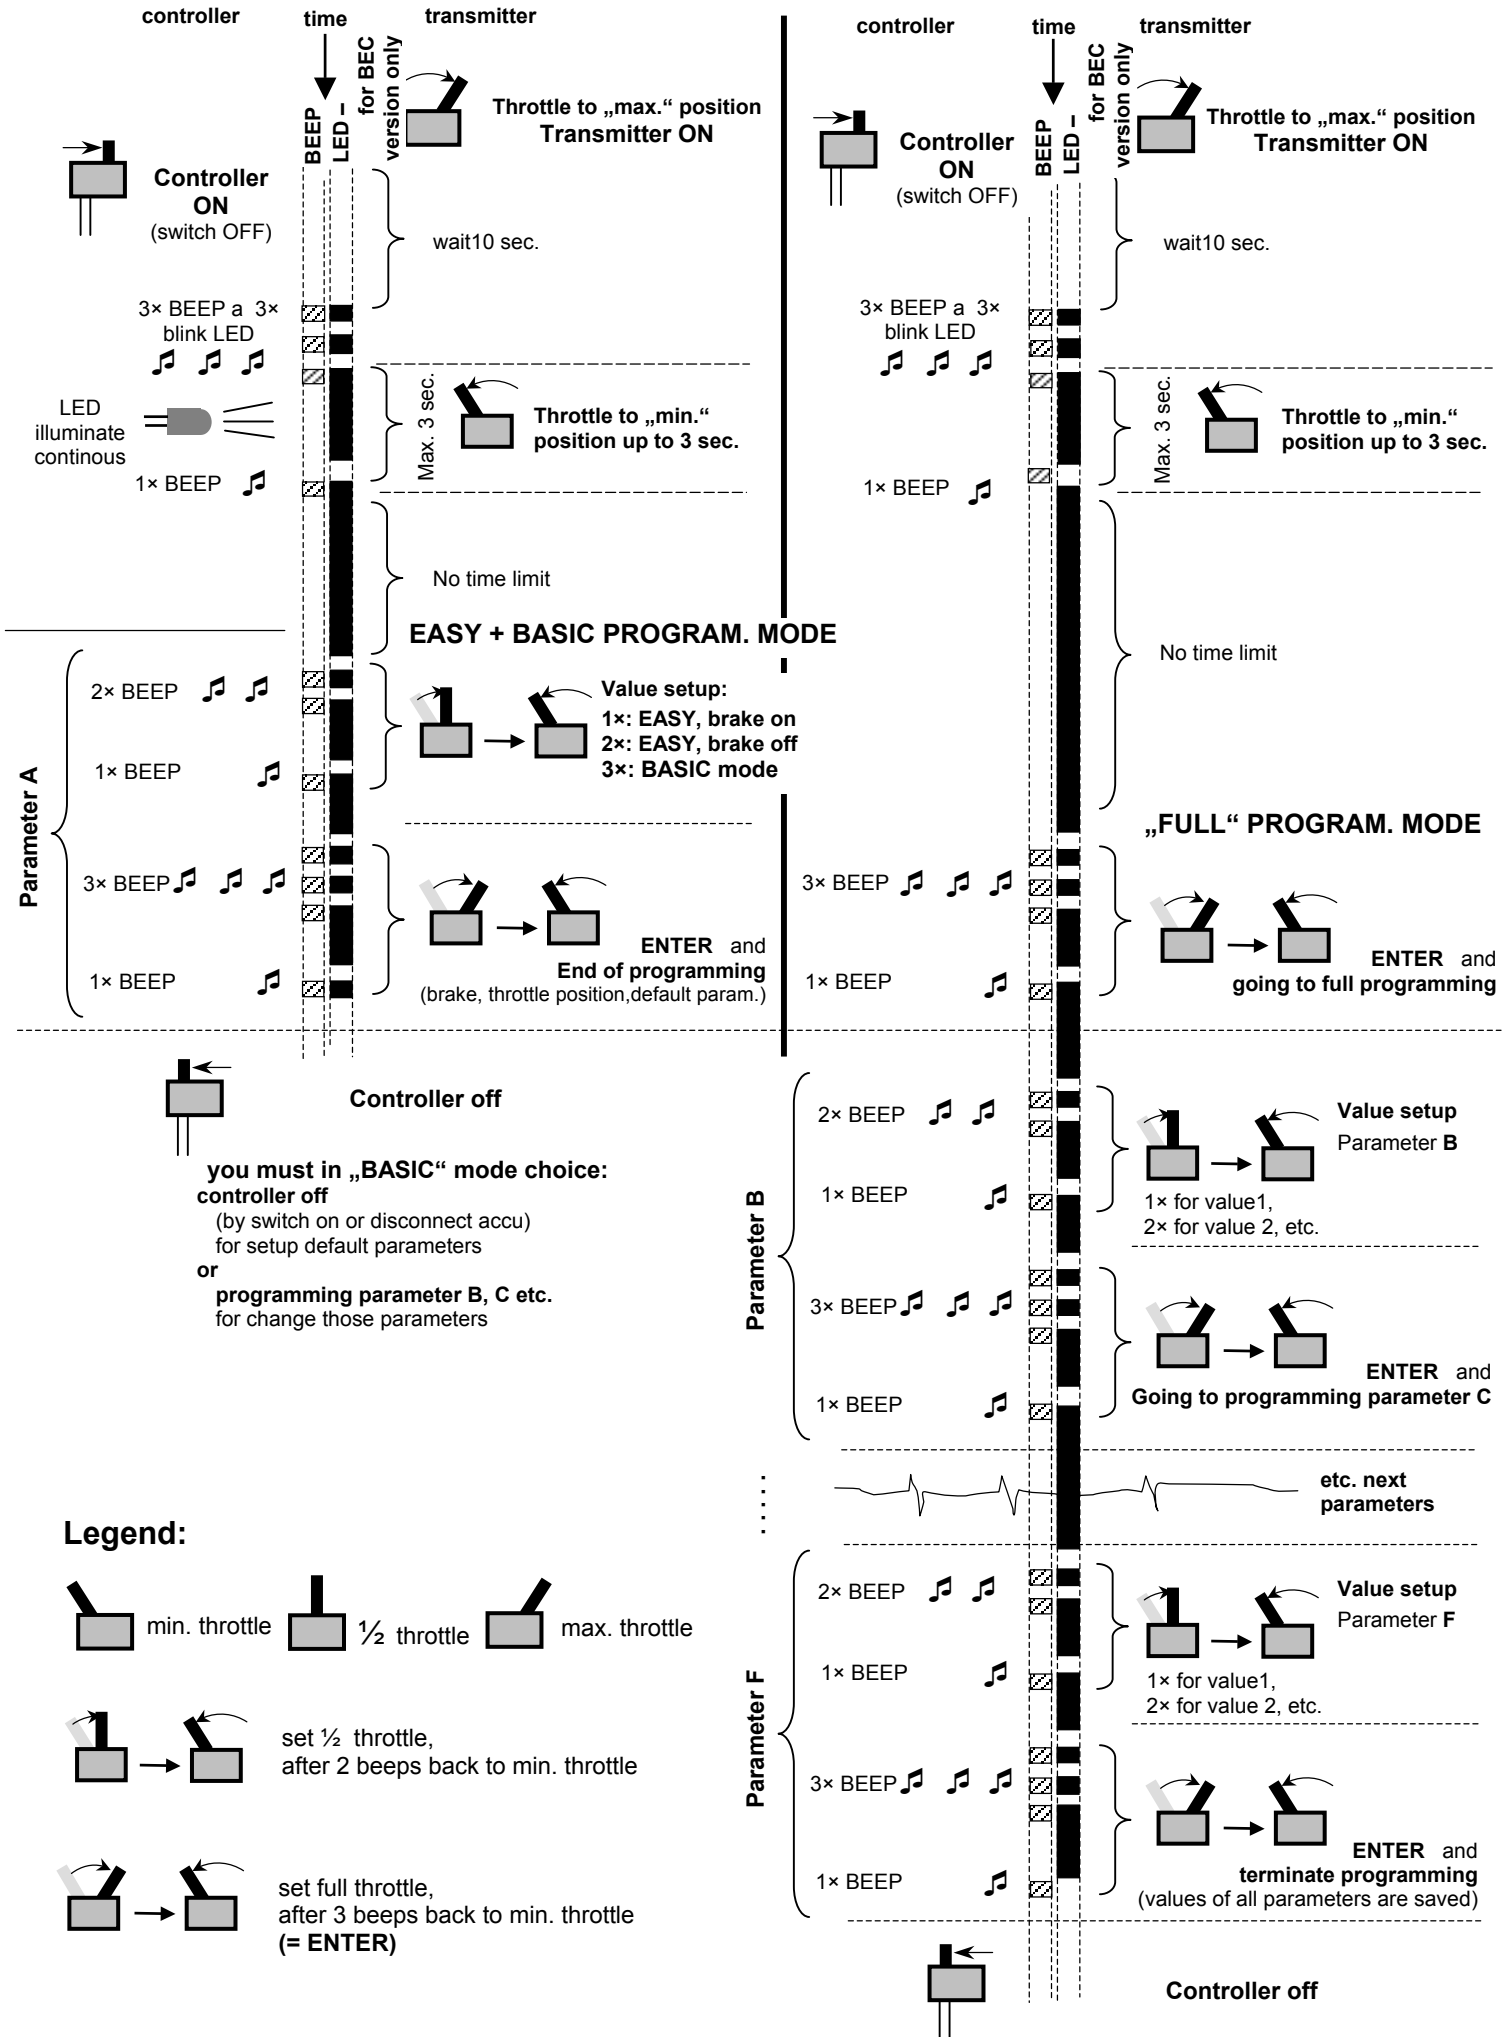 controller
time
transmitter
BEEP
LED –
for BEC
version only
Throttle to „max.“ position
Transmitter ON
Controller
ON
(switch OFF)
wait10 sec.
3× BEEP a 3×
blink LED
LED
illuminate
continous
Max. 3 sec.
Throttle to „min.“
position up to 3 sec.
1× BEEP
No time limit
EASY + BASIC PROGRAM. MODE
Parameter A
2× BEEP
Value setup:
1×: EASY, brake on
2×: EASY, brake off
3×: BASIC mode
1× BEEP
3× BEEP
ENTER and
End of programming
(brake, throttle position,default param.)
1× BEEP
Controller off
you must in „BASIC“ mode choice:
controller off
(by switch on or disconnect accu)
for setup default parameters
or
programming parameter B, C etc.
for change those parameters
Legend:
min. throttle
½ throttle
max. throttle
set ½ throttle,
after 2 beeps back to min. throttle
set full throttle,
after 3 beeps back to min. throttle
(= ENTER)
controller
time
transmitter
BEEP
LED –
for BEC
version only
Throttle to „max.“ position
Transmitter ON
Controller
ON
(switch OFF)
wait10 sec.
3× BEEP a 3×
blink LED
Max. 3 sec.
Throttle to „min.“
position up to 3 sec.
1× BEEP
No time limit
„FULL“ PROGRAM. MODE
3× BEEP
ENTER and
going to full programming
1× BEEP
Parameter B
2× BEEP
Value setup
Parameter B
1× BEEP
1× for value1,
2× for value 2, etc.
3× BEEP
ENTER and
Going to programming parameter C
1× BEEP
. . . . .
etc. next
parameters
Parameter F
2× BEEP
Value setup
Parameter F
1× BEEP
1× for value1,
2× for value 2, etc.
3× BEEP
ENTER and
terminate programming
(values of all parameters are saved)
1× BEEP
Controller off